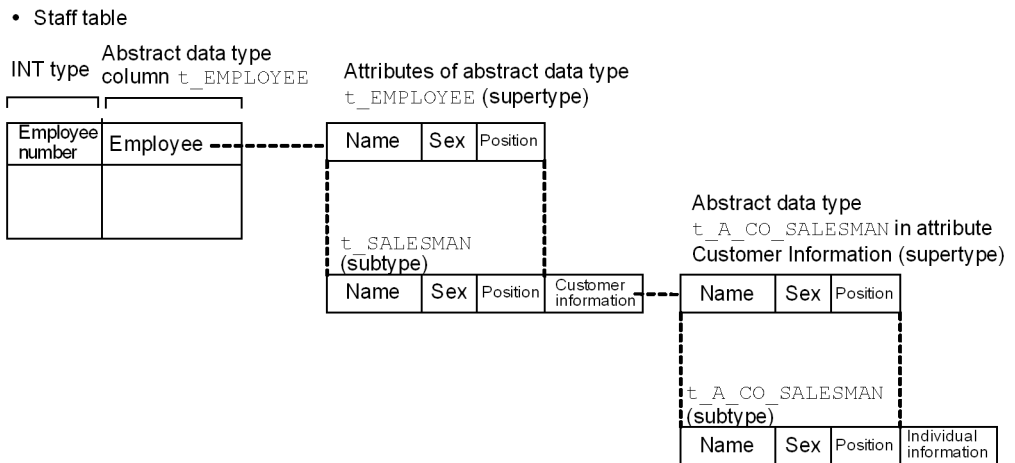 • Staff table
INT type
Abstract data type
column t_EMPLOYEE
Employee
number
Employee
Attributes of abstract data type
t_EMPLOYEE (supertype)
Name Sex Position
t_SALESMAN
(subtype)
Name Sex Position Customer
information
Abstract data type
t_A_CO_SALESMAN in attribute
Customer Information (supertype)
Name Sex Position
t_A_CO_SALESMAN
(subtype)
Name Sex Position Individual
information